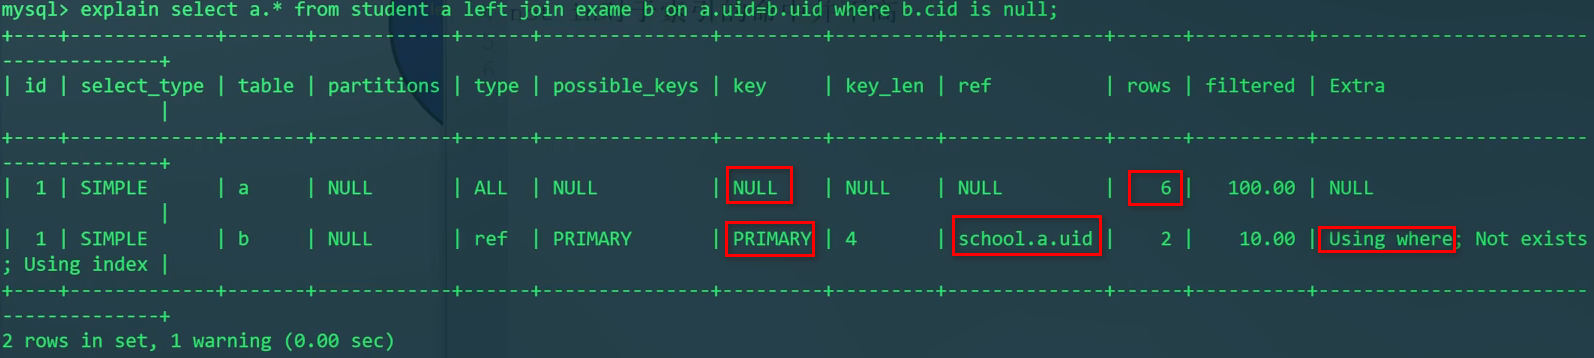 mysql> explain select a.* from student a left join exame b on a.uid=b.uid where b.cid is null;
+----+-------------+-------+------------+------+---------------+---------+---------+--------------+------+----------+------------------------
--------------+
| id | select_type | table | partitions | type | possible_keys | key     | key_len | ref          | rows | filtered | Extra
              |
+----+-------------+-------+------------+------+---------------+---------+---------+--------------+------+----------+------------------------
--------------+
|  1 | SIMPLE      | a     | NULL       | ALL  | NULL          | NULL    | NULL    | NULL         |    6 |   100.00 | NULL
              |
|  1 | SIMPLE      | b     | NULL       | ref  | PRIMARY       | PRIMARY | 4       | school.a.uid |    2 |    10.00 | Using where; Not exists
; Using index |
+----+-------------+-------+------------+------+---------------+---------+---------+--------------+------+----------+------------------------
--------------+
2 rows in set, 1 warning (0.00 sec)